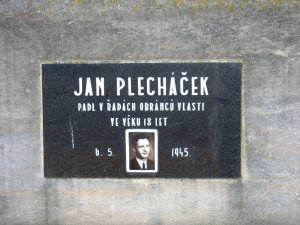 JAN PLECHÁČEK
PADL V ŘADÁCH OBRÁNCŮ VLASTI
VE VĚKU 18 LET
6. 5. 1945.